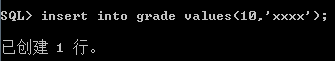 SQL> insert into grade values(10,'xxxx');
已创建 1 行。